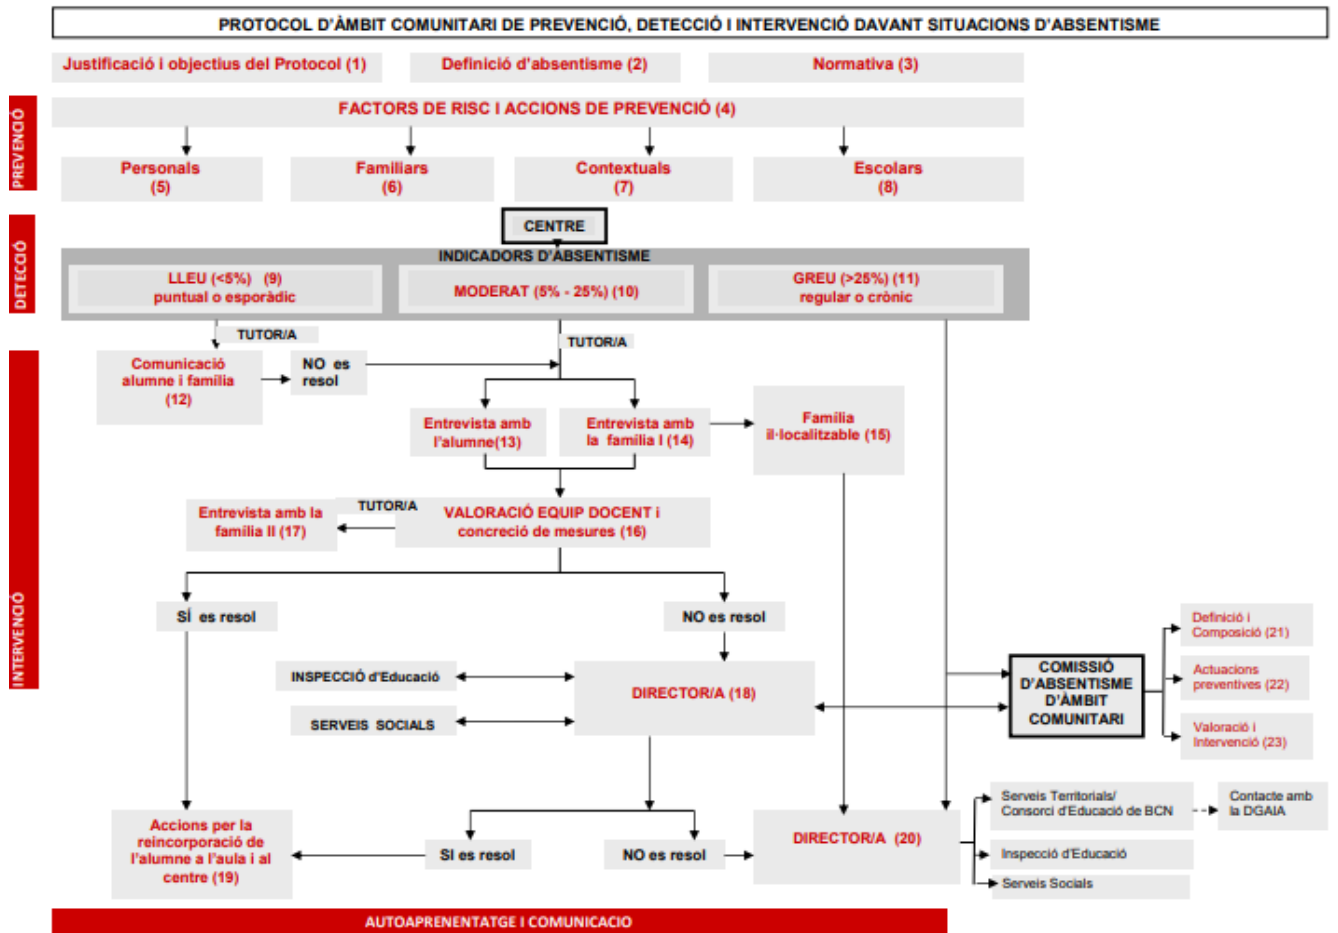 PROTOCOL D'ÀMBIT COMUNITARI DE PREVENCIÓ, DETECCIÓ I INTERVENCIÓ DAVANT SITUACIONS D'ABSENTISME
Justificació i objectius del Protocol (1)
Definició d'absentisme (2)
Normativa (3)
PREVENCIÓ
FACTORS DE RISC I ACCIONS DE PREVENCIÓ (4)
Personals
(5)
Familiars
(6)
Contextuals
(7)
Escolars
(8)
DETECCIÓ
CENTRE
INDICADORS D'ABSENTISME
LLEU (<5%) (9)
puntual o esporàdic
MODERAT (5% - 25%) (10)
GREU (>25%) (11)
regular o crònic
INTERVENCIÓ
TUTOR/A
TUTOR/A
Comunicació
alumne i família
(12)
NO es
resol
Entrevista amb
l'alumne(13)
Entrevista amb
la família I (14)
Família
il·localitzable (15)
Entrevista amb la
família II (17)
TUTOR/A
VALORACIÓ EQUIP DOCENT i
concreció de mesures (16)
SÍ es resol
NO es resol
INSPECCIÓ d'Educació
SERVEIS SOCIALS
DIRECTOR/A (18)
COMISSIÓ
D'ABSENTISME
D'ÀMBIT
COMUNITARI
Definició i
Composició (21)
Actuacions
preventives (22)
Valoració i
Intervenció (23)
Accions per la
reincorporació de
l'alumne a l'aula i al
centre (19)
SI es resol
NO es resol
DIRECTOR/A (20)
Serveis Territorials/
Consorci d'Educació de BCN
Contacte amb
la DGAIA
Inspecció d'Educació
Serveis Socials
AUTOAPRENENTATGE I COMUNICACIO